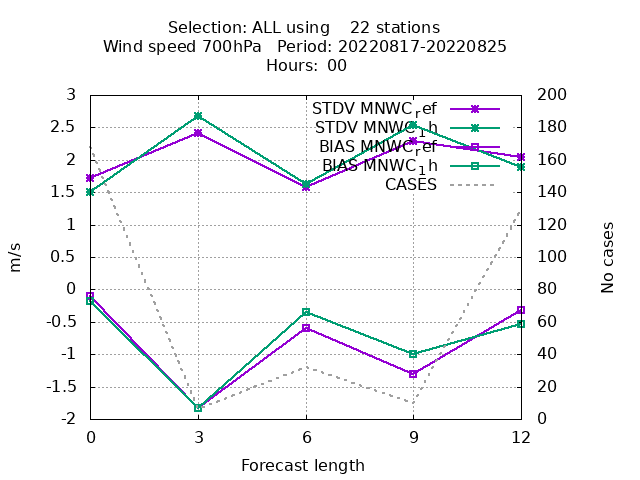 Selection: ALL using    22 stations
Wind speed 700hPa   Period: 20220817-20220825
Hours: 00
STDV MNWC_ref
STDV MNWC_1h
BIAS MNWC_ref
BIAS MNWC_1h
CASES
3
2.5
2
1.5
1
0.5
0
-0.5
-1
-1.5
-2
200
180
160
140
120
100
80
60
40
20
0
m/s
No cases
0 3 6 9 12
Forecast length